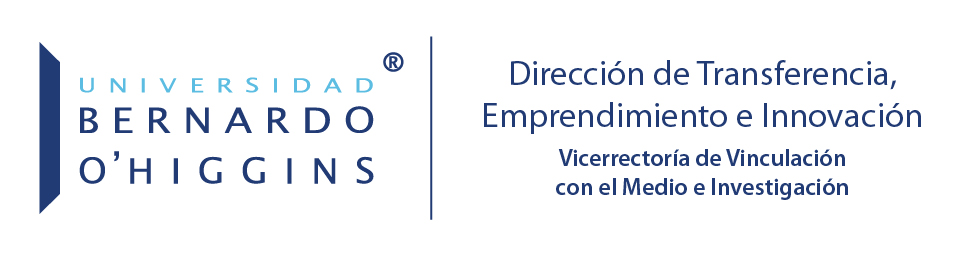 UNIVERSIDAD ®
BERNARDO
O'HIGGINS
Dirección de Transferencia,
Emprendimiento e Innovación
Vicerrectoría de Vinculación
con el Medio e Investigación